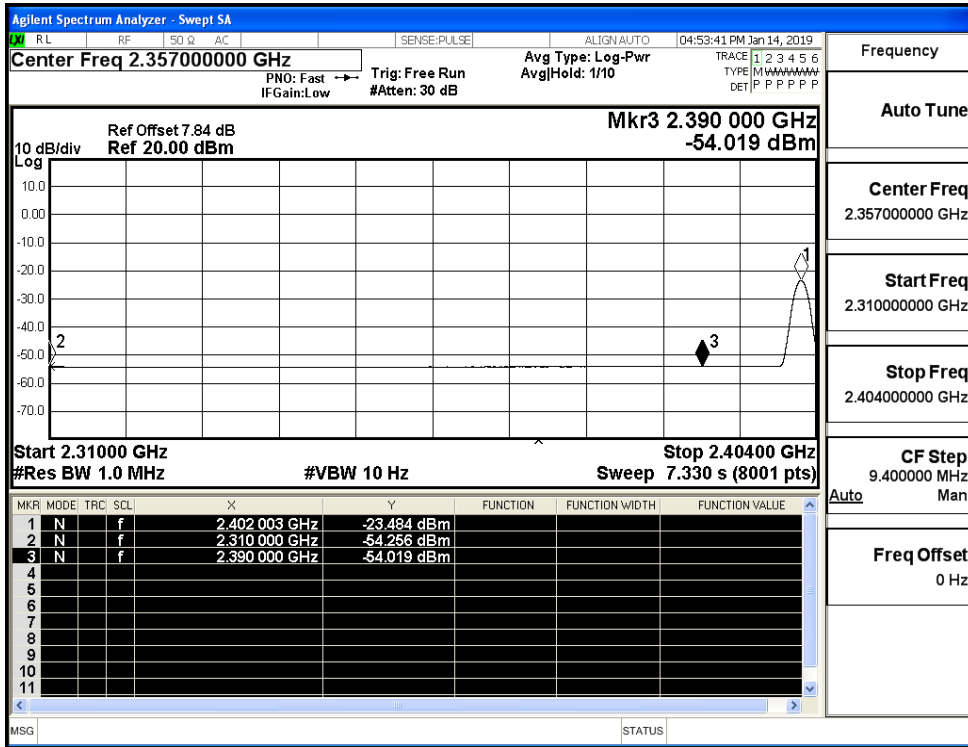 Agilent Spectrum Analyzer - Swept SA
LXI RL RF 50 Ω AC SENSE:PULSE ALIGN AUTO 04:53:41 PM Jan 14, 2019
Center Freq 2.357000000 GHz
PNO: Fast
IFGain:Low
Trig: Free Run
#Atten: 30 dB
Avg Type: Log-Pwr
Avg|Hold: 1/10
TRACE 1 2 3 4 5 6
TYPE M WWWWW
DET P P P P P P
Mkr3 2.390 000 GHz
-54.019 dBm
Ref Offset 7.84 dB
10 dB/div Ref 20.00 dBm
Log
10.0
0.00
-10.0
-20.0
-30.0
-40.0
-50.0
-60.0
-70.0
1
2
3
Start 2.31000 GHz Stop 2.40400 GHz
#Res BW 1.0 MHz #VBW 10 Hz Sweep 7.330 s (8001 pts)
MKR MODE TRC SCL X Y FUNCTION FUNCTION WIDTH FUNCTION VALUE
1 N f 2.402 003 GHz -23.484 dBm
2 N f 2.310 000 GHz -54.256 dBm
3 N f 2.390 000 GHz -54.019 dBm
4
5
6
7
8
9
10
11
MSG STATUS
Frequency
Auto Tune
Center Freq
2.357000000 GHz
Start Freq
2.310000000 GHz
Stop Freq
2.404000000 GHz
CF Step
9.400000 MHz
Auto Man
Freq Offset
0 Hz